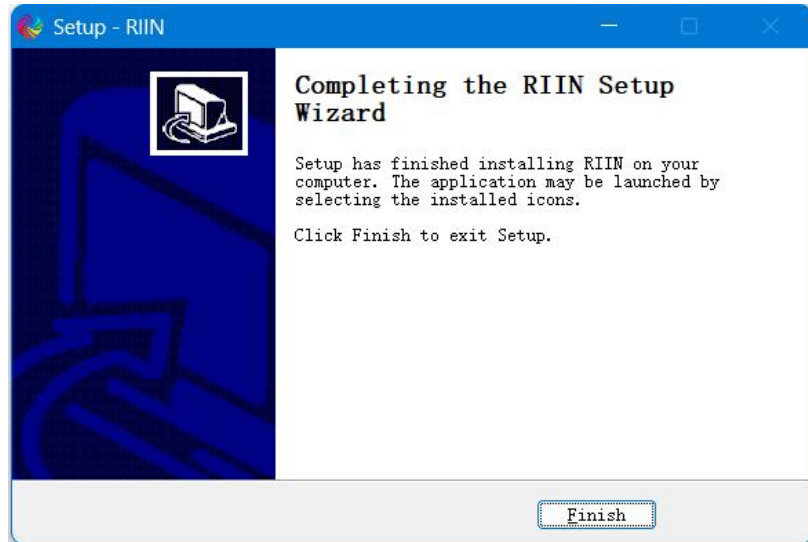 Setup - RIIN
Completing the RIIN Setup
Wizard
Setup has finished installing RIIN on your
computer. The application may be launched by
selecting the installed icons.
Click Finish to exit Setup.
Finish